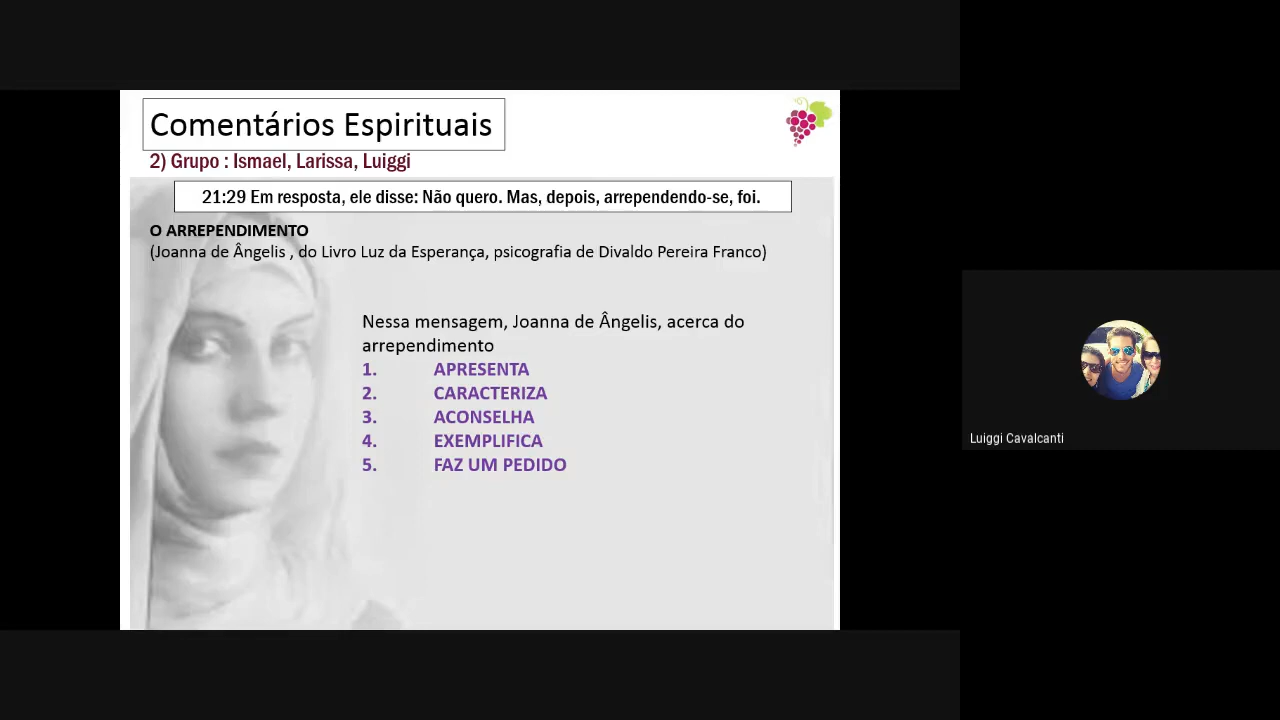 Comentários Espirituais
2) Grupo : Ismael, Larissa, Luiggi
21:29 Em resposta, ele disse: Não quero. Mas, depois, arrependendo-se, foi.
O ARREPENDIMENTO
(Joanna de Ângelis , do Livro Luz da Esperança, psicografia de Divaldo Pereira Franco)
Nessa mensagem, Joanna de Ângelis, acerca do
arrependimento
1. APRESENTA
2. CARACTERIZA
3. ACONSELHA
4. EXEMPLIFICA
5. FAZ UM PEDIDO
Luiggi Cavalcanti